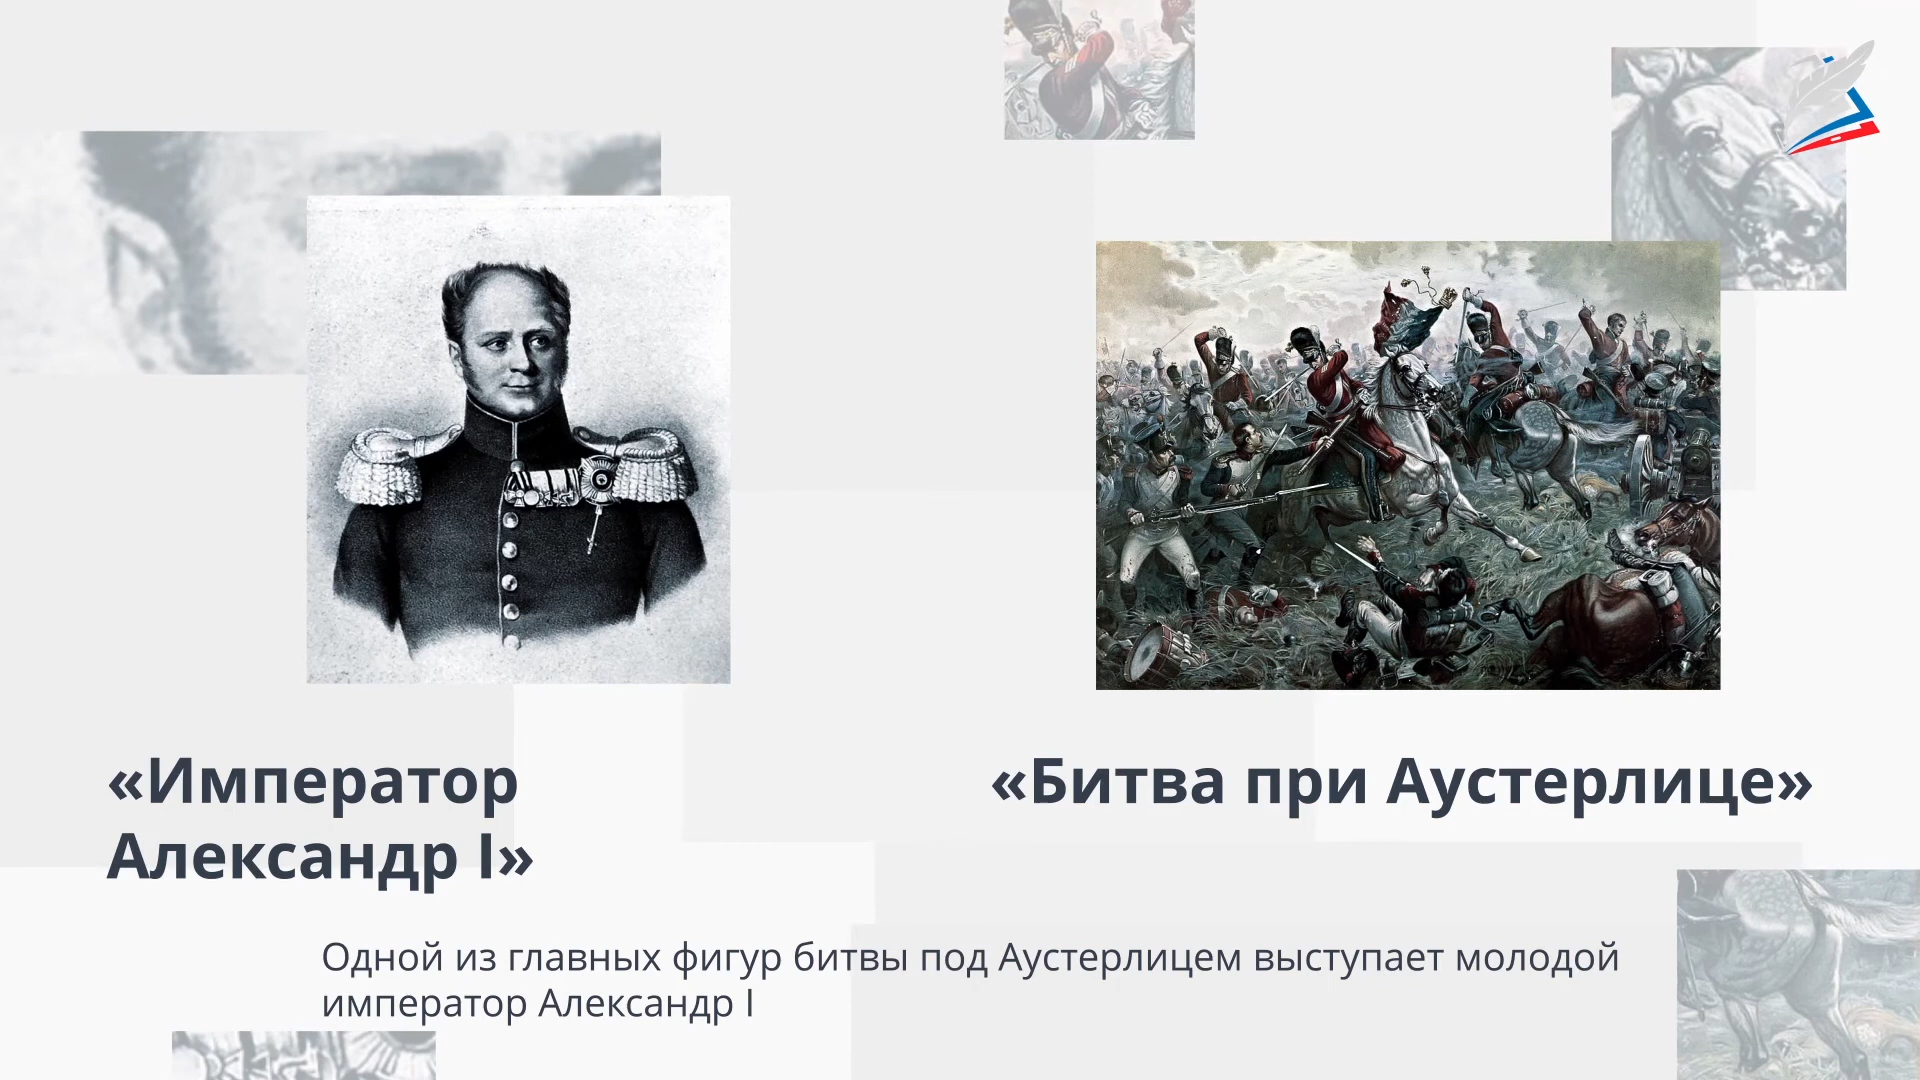 «Император
Александр I»
«Битва при Аустерлице»
Одной из главных фигур битвы под Аустерлицем выступает молодой
император Александр I